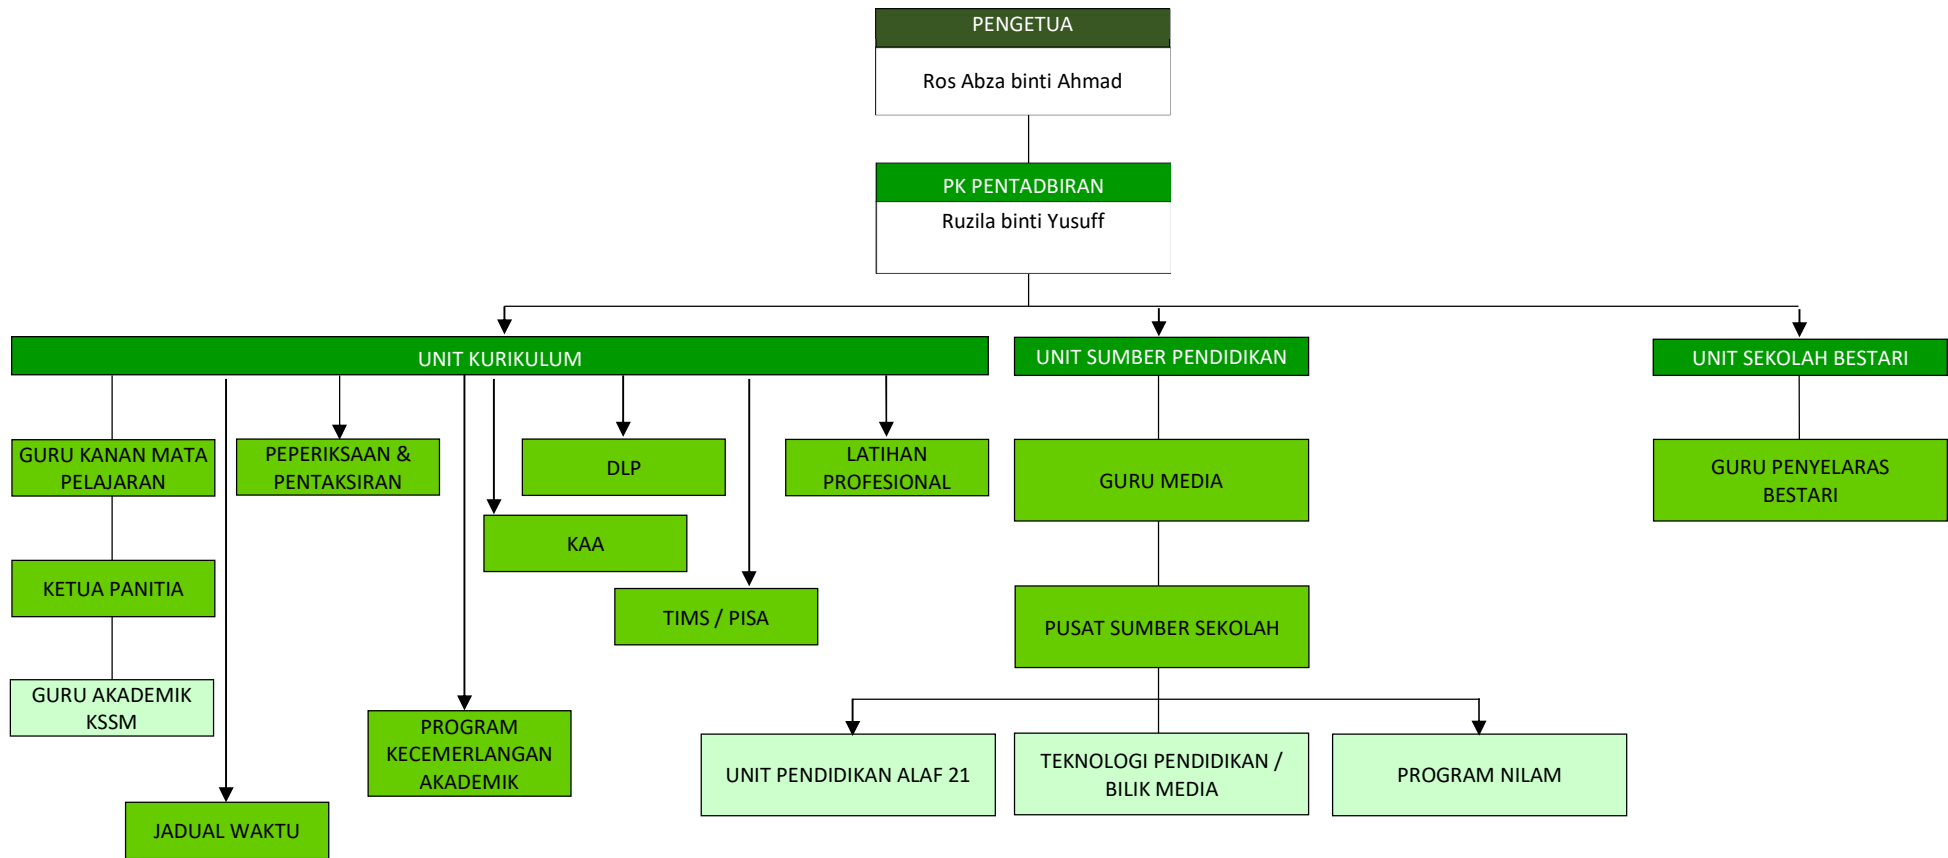 PENGETUA
Ros Abza binti Ahmad
PK PENTADBIRAN
Ruzila binti Yusuff
UNIT KURIKULUM
UNIT SUMBER PENDIDIKAN
UNIT SEKOLAH BESTARI
GURU KANAN MATA
PELAJARAN
PEPERIKSAAN &
PENTAKSIRAN
DLP
LATIHAN
PROFESIONAL
GURU MEDIA
GURU PENYELARAS
BESTARI
KAA
KETUA PANITIA
TIMS / PISA
PUSAT SUMBER SEKOLAH
GURU AKADEMIK
KSSM
PROGRAM
KECEMERLANGAN
AKADEMIK
UNIT PENDIDIKAN ALAF 21
TEKNOLOGI PENDIDIKAN /
BILIK MEDIA
PROGRAM NILAM
JADUAL WAKTU